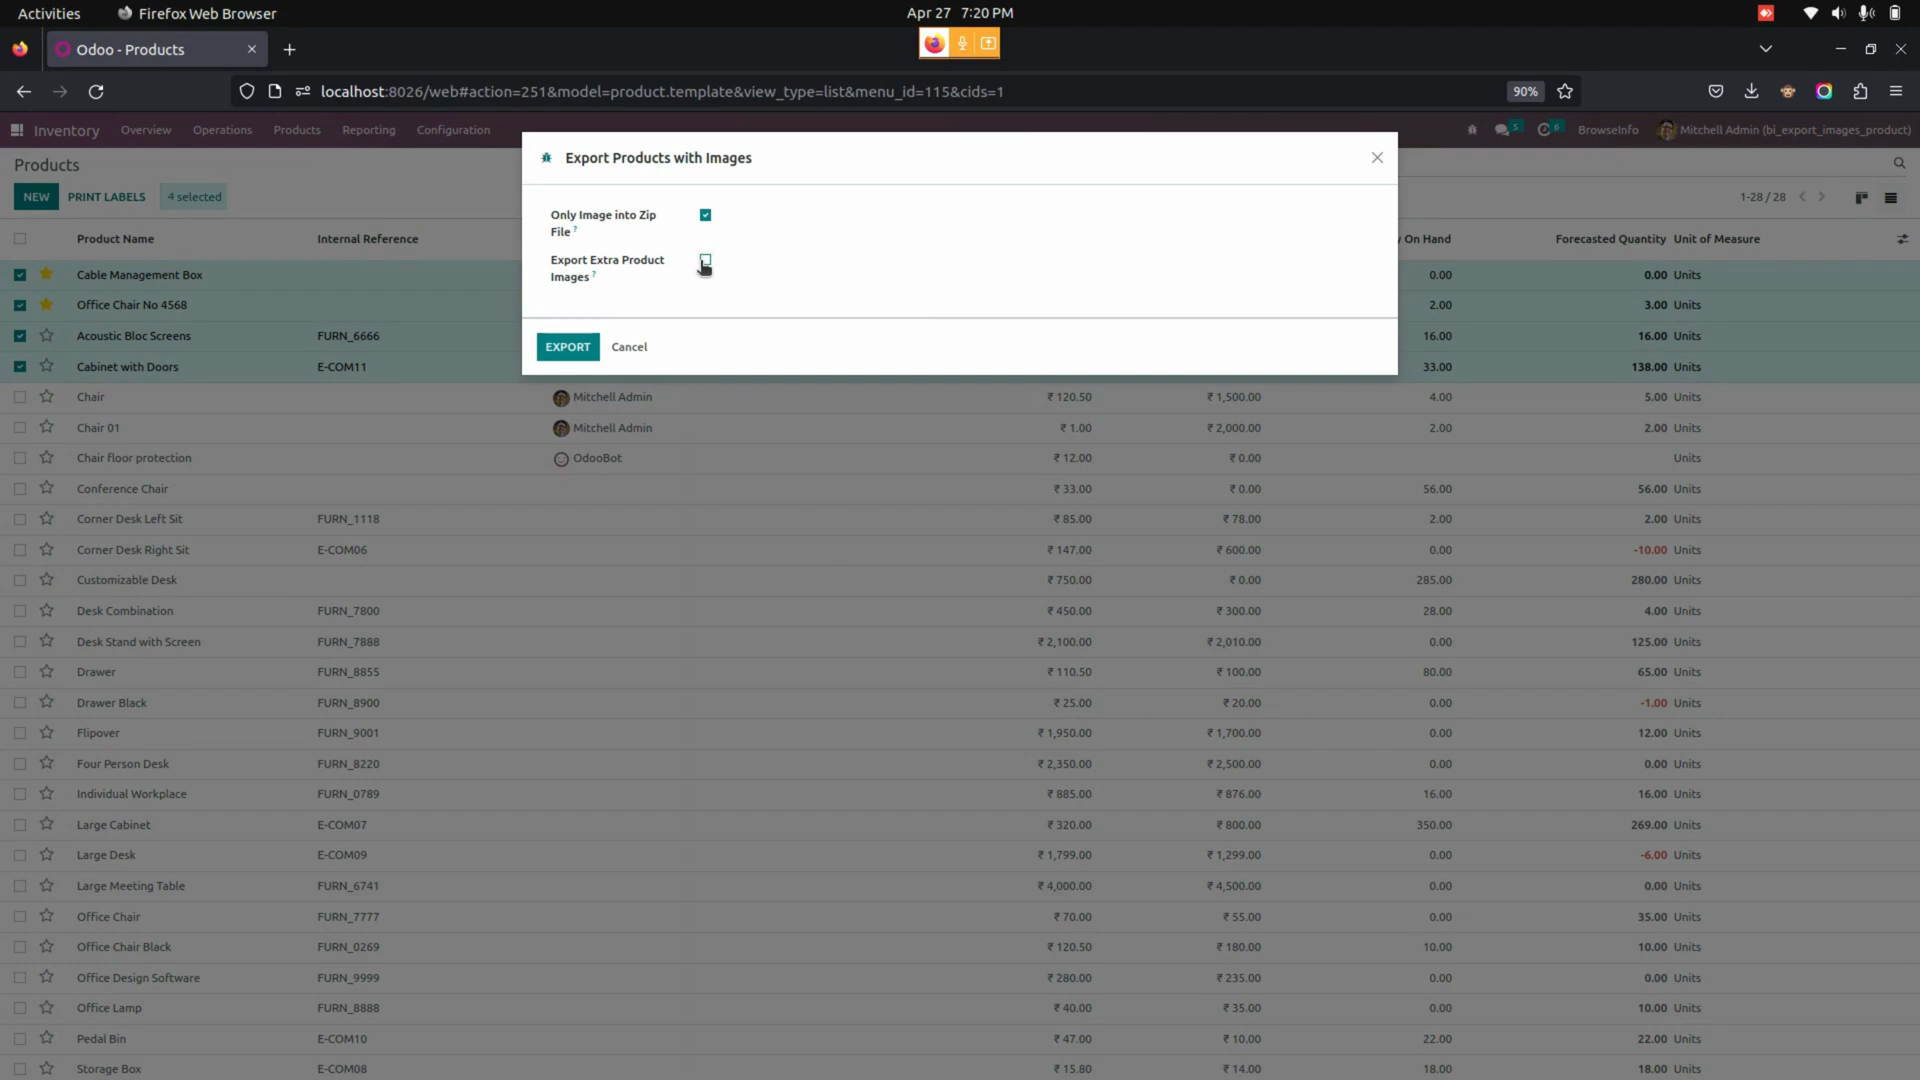 Activities Firefox Web Browser Apr 27 7:20 PM
Odoo - Products
localhost:8026/web#action=251&model=product.template&view_type=list&menu_id=115&cids=1 90%
Inventory Overview Operations Products Reporting Configuration 5 6 BrowseInfo Mitchell Admin (bi_export_images_product)
Export Products with Images
Products
NEW PRINT LABELS 4 selected 1-28 / 28
Only Image into Zip
File ?
Export Extra Product
Images ?
EXPORT Cancel
Product Name Internal Reference y On Hand Forecasted Quantity Unit of Measure
Cable Management Box 0.00 0.00 Units
Office Chair No 4568 2.00 3.00 Units
Acoustic Bloc Screens FURN_6666 16.00 16.00 Units
Cabinet with Doors E-COM11 33.00 138.00 Units
Chair Mitchell Admin ₹ 120.50 ₹ 1,500.00 4.00 5.00 Units
Chair 01 Mitchell Admin ₹ 1.00 ₹ 2,000.00 2.00 2.00 Units
Chair floor protection OdooBot ₹ 12.00 ₹ 0.00 Units
Conference Chair ₹ 33.00 ₹ 0.00 56.00 56.00 Units
Corner Desk Left Sit FURN_1118 ₹ 85.00 ₹ 78.00 2.00 2.00 Units
Corner Desk Right Sit E-COM06 ₹ 147.00 ₹ 600.00 0.00 -10.00 Units
Customizable Desk ₹ 750.00 ₹ 0.00 285.00 280.00 Units
Desk Combination FURN_7800 ₹ 450.00 ₹ 300.00 28.00 4.00 Units
Desk Stand with Screen FURN_7888 ₹ 2,100.00 ₹ 2,010.00 0.00 125.00 Units
Drawer FURN_8855 ₹ 110.50 ₹ 100.00 80.00 65.00 Units
Drawer Black FURN_8900 ₹ 25.00 ₹ 20.00 0.00 -1.00 Units
Flipover FURN_9001 ₹ 1,950.00 ₹ 1,700.00 0.00 12.00 Units
Four Person Desk FURN_8220 ₹ 2,350.00 ₹ 2,500.00 0.00 0.00 Units
Individual Workplace FURN_0789 ₹ 885.00 ₹ 876.00 16.00 16.00 Units
Large Cabinet E-COM07 ₹ 320.00 ₹ 800.00 350.00 269.00 Units
Large Desk E-COM09 ₹ 1,799.00 ₹ 1,299.00 0.00 -6.00 Units
Large Meeting Table FURN_6741 ₹ 4,000.00 ₹ 4,500.00 0.00 0.00 Units
Office Chair FURN_7777 ₹ 70.00 ₹ 55.00 0.00 35.00 Units
Office Chair Black FURN_0269 ₹ 120.50 ₹ 180.00 10.00 10.00 Units
Office Design Software FURN_9999 ₹ 280.00 ₹ 235.00 0.00 0.00 Units
Office Lamp FURN_8888 ₹ 40.00 ₹ 35.00 0.00 10.00 Units
Pedal Bin E-COM10 ₹ 47.00 ₹ 10.00 22.00 22.00 Units
Storage Box E-COM08 ₹ 15.80 ₹ 14.00 18.00 18.00 Units